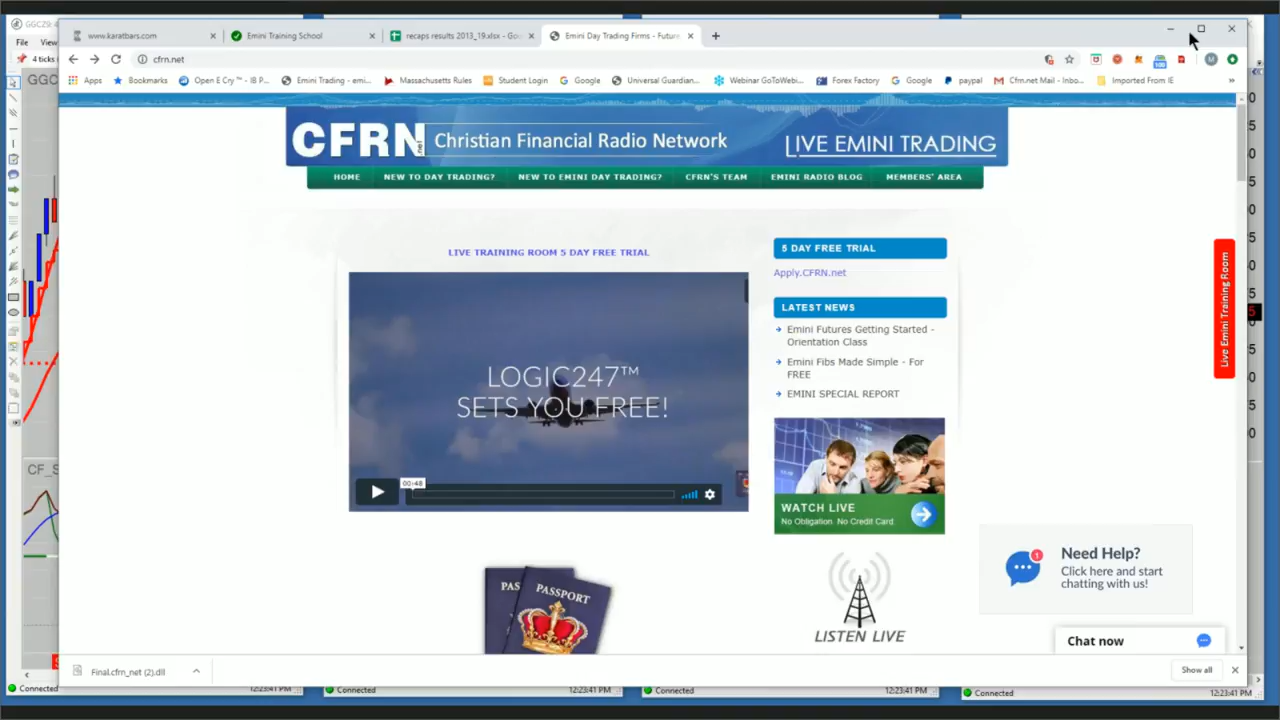 GGCZ9:4
www.karatbars.com
Emini Training School
recaps results 2013_19.xlsx - G
Emini Day Trading Firms - Future
File View
4 ticks
cfrn.net
M
Apps
Bookmarks
Open E Cry ™ - IB P...
Emini Trading - emi...
Massachusetts Rules
Student Login
Google
Universal Guardian...
Webinar GoToWebi...
Forex Factory
Google
paypal
Cfrn.net Mail - Inbo...
Imported From IE
»
CFRN.net
Christian Financial Radio Network
LIVE EMINI TRADING
HOME
NEW TO DAY TRADING?
NEW TO EMINI DAY TRADING?
CFRN'S TEAM
EMINI RADIO BLOG
MEMBERS' AREA
LIVE TRAINING ROOM 5 DAY FREE TRIAL
5 DAY FREE TRIAL
Apply.CFRN.net
LATEST NEWS
Emini Futures Getting Started -
Orientation Class
Emini Fibs Made Simple - For
FREE
EMINI SPECIAL REPORT
Live Emini Training Room
LOGIC247™
SETS YOU FREE!
00:48
WATCH LIVE
No Obligation. No Credit Card.
PASSPORT
LISTEN LIVE
1
Need Help?
Click here and start
chatting with us!
Chat now
Final.cfrn_net (2).dll
Show all
Connected
12:23:41 PM
Connected
12:23:41 PM
Connected
12:23:41 PM
Connected
12:23:41 PM